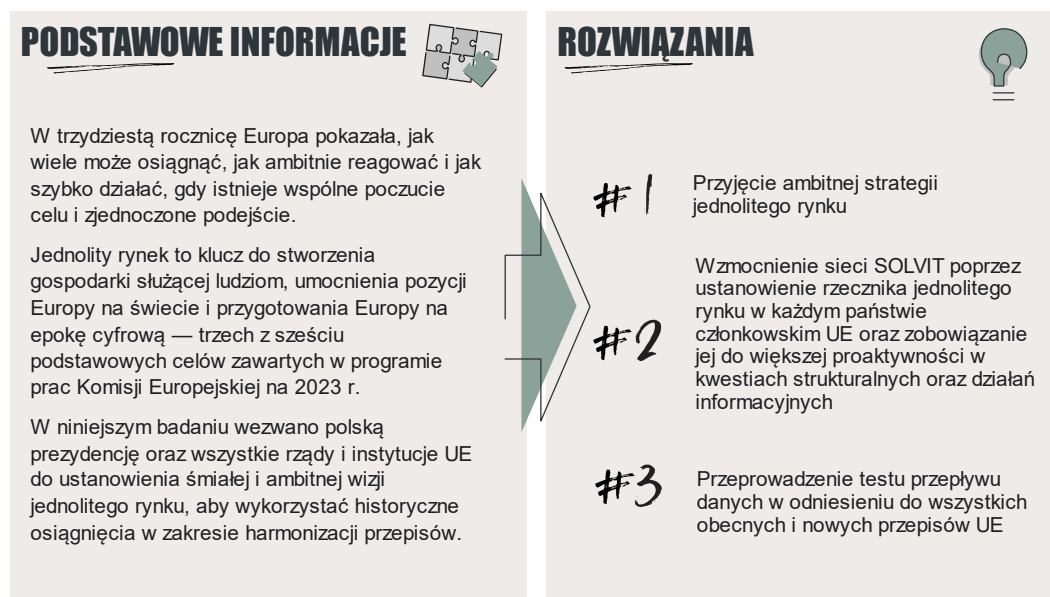 PODSTAWOWE INFORMACJE
W trzydziestą rocznicę Europa pokazała, jak
wiele może osiągnąć, jak ambitnie reagować i jak
szybko działać, gdy istnieje wspólne poczucie
celu i zjednoczone podejście.
Jednolity rynek to klucz do stworzenia
gospodarki służącej ludziom, umocnienia pozycji
Europy na świecie i przygotowania Europy na
epokę cyfrową — trzech z sześciu
podstawowych celów zawartych w programie
prac Komisji Europejskiej na 2023 r.
W niniejszym badaniu wezwano polską
prezydencję oraz wszystkie rządy i instytucje UE
do ustanowienia śmiałej i ambitnej wizji
jednolitego rynku, aby wykorzystać historyczne
osiągnięcia w zakresie harmonizacji przepisów.
ROZWIĄZANIA
#1
Przyjęcie ambitnej strategii
jednolitego rynku
#2
Wzmocnienie sieci SOLVIT poprzez
ustanowienie rzecznika jednolitego
rynku w każdym państwie
członkowskim UE oraz zobowiązanie
jej do większej proaktywności w
kwestiach strukturalnych oraz działań
informacyjnych
#3
Przeprowadzenie testu przepływu
danych w odniesieniu do wszystkich
obecnych i nowych przepisów UE